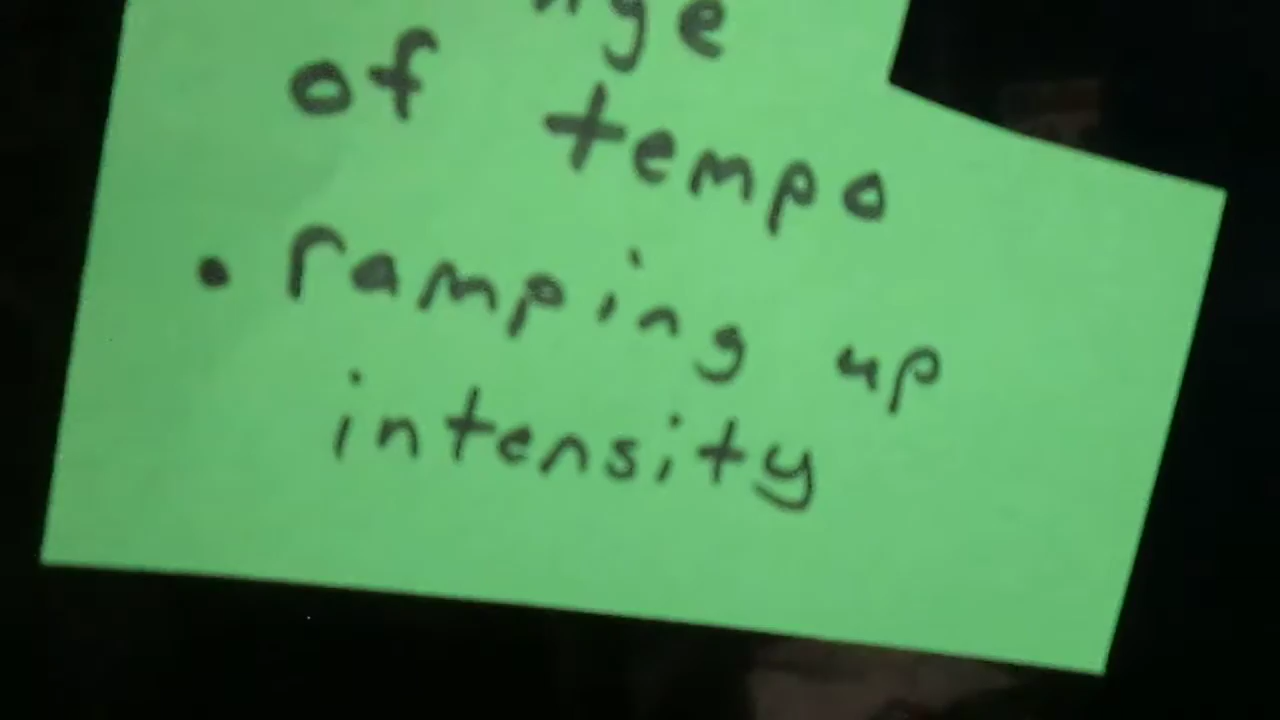 of tempo
• ramping up
intensity